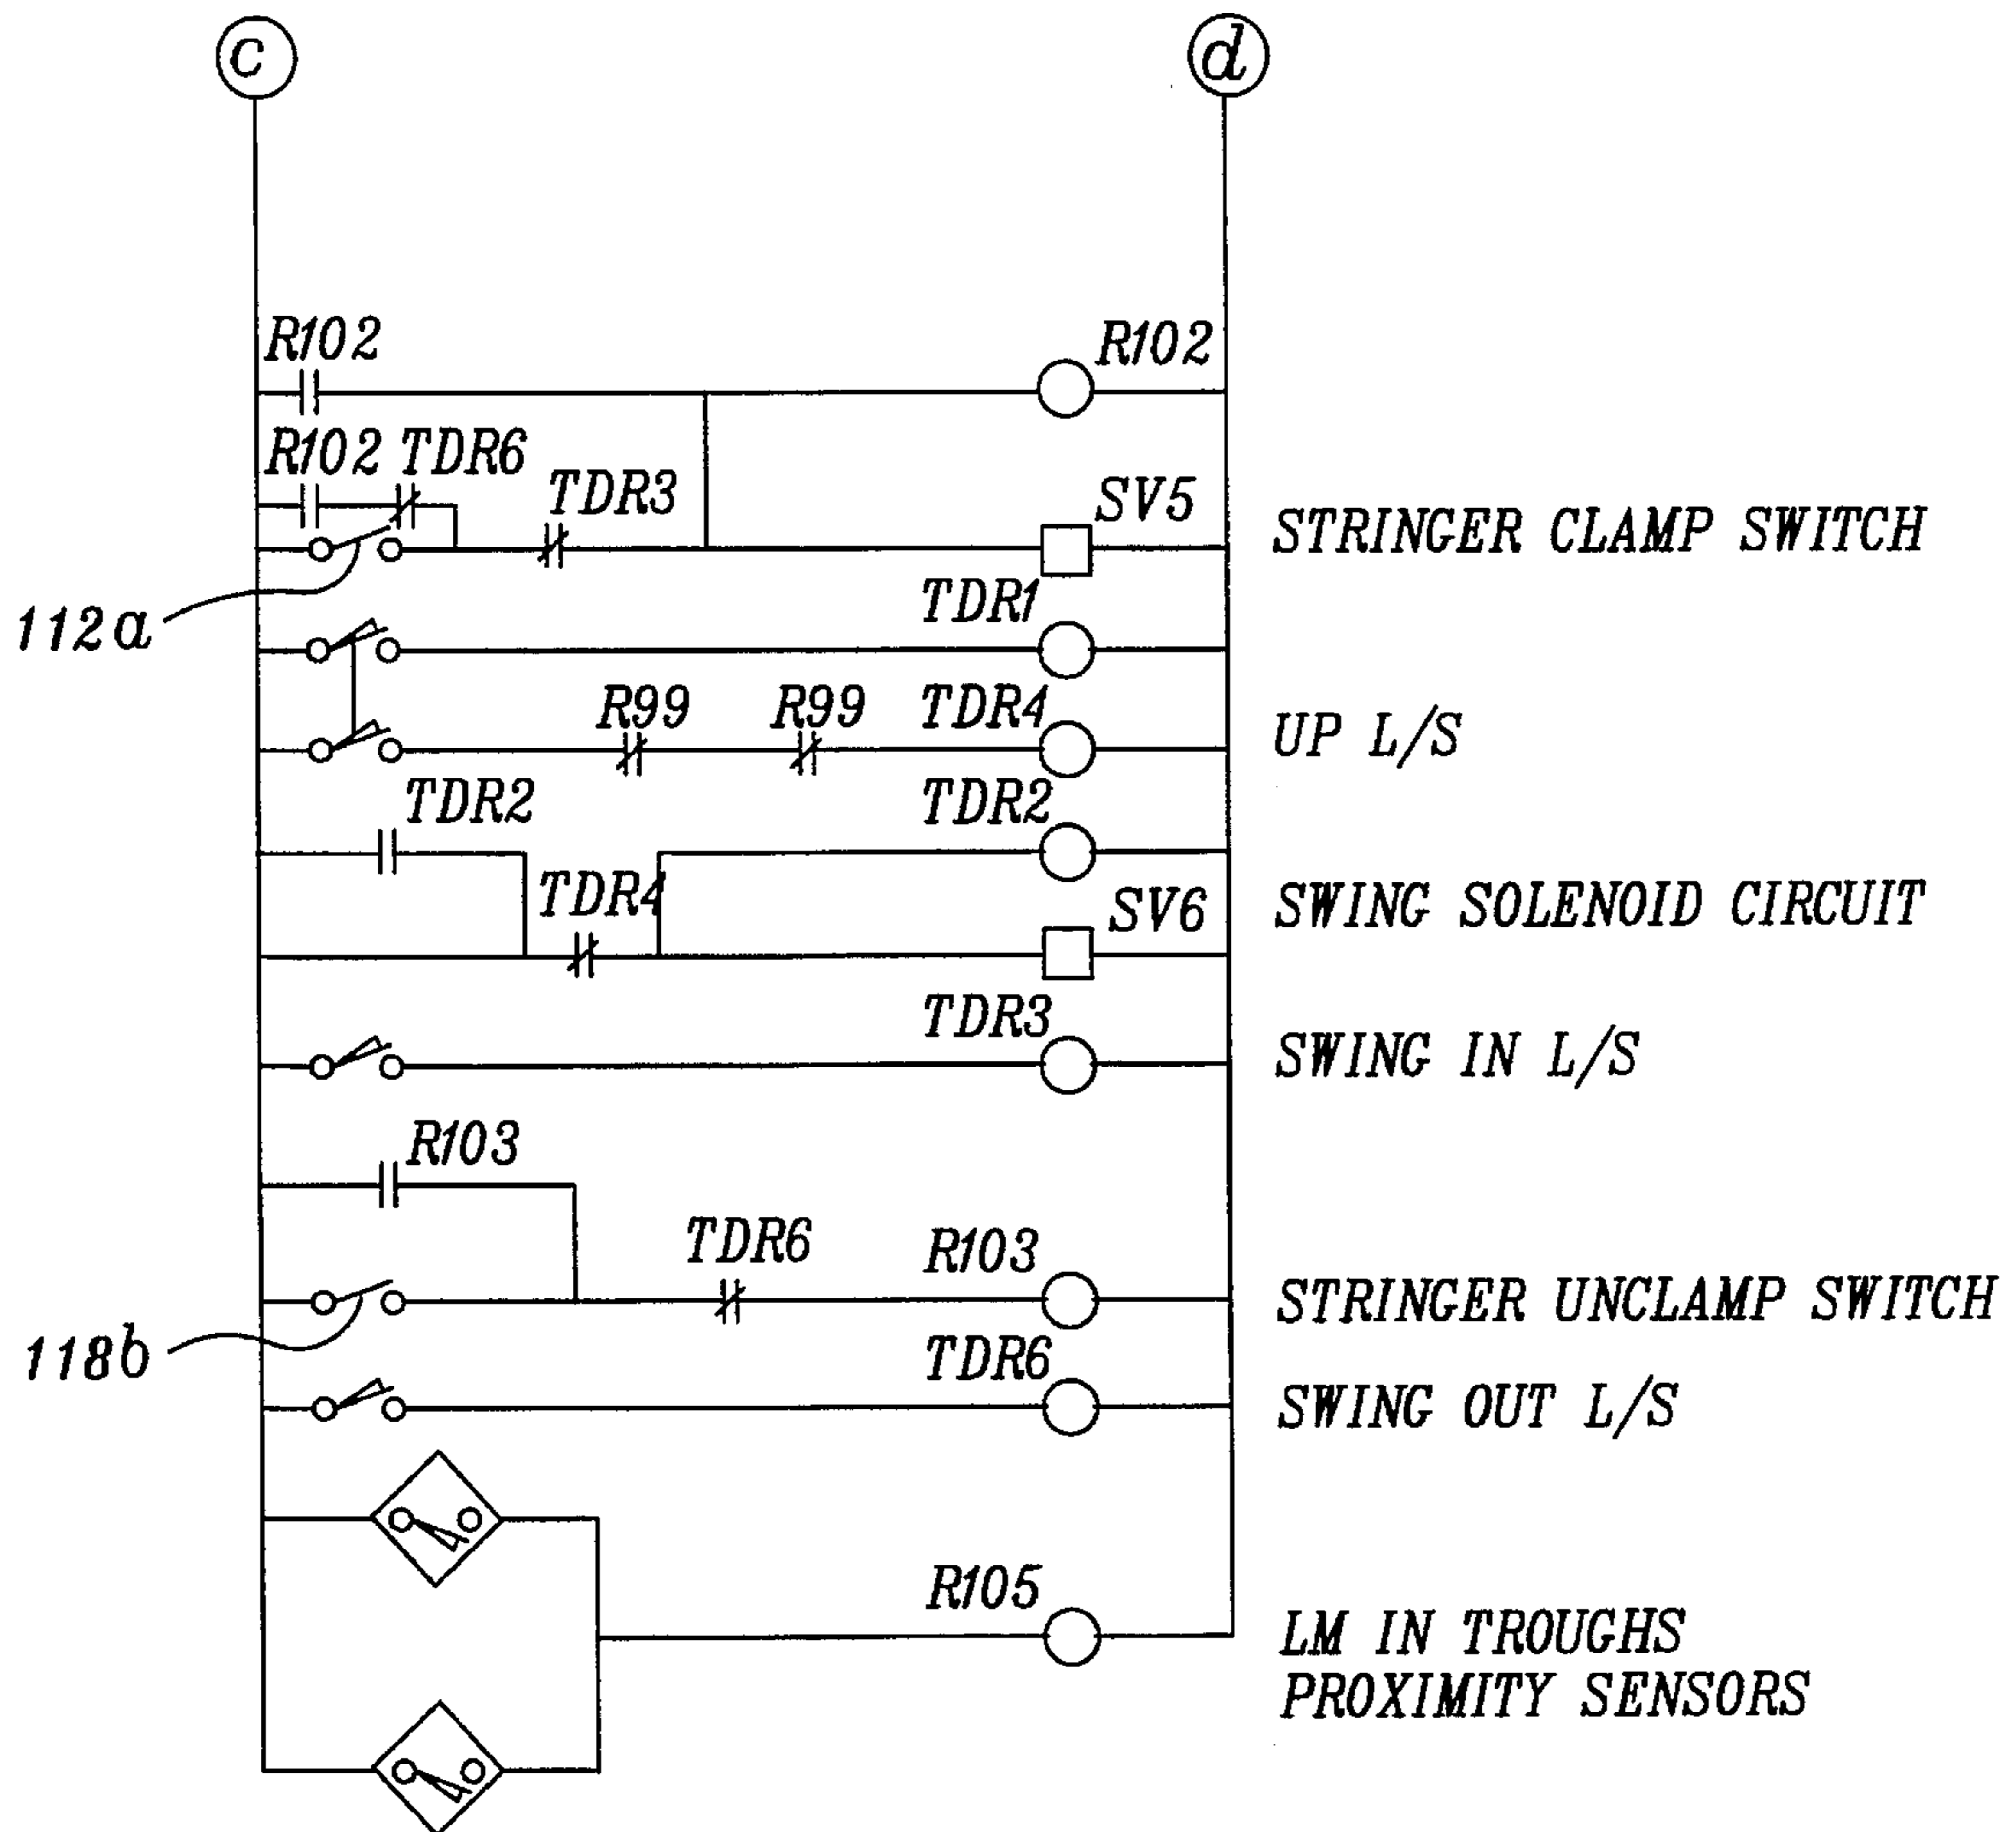 c d
R102 R102
R102 TDR6 TDR3 SV5 STRINGER CLAMP SWITCH
112a TDR1
R99 R99 TDR4 UP L/S
TDR2 TDR2
TDR4 SV6 SWING SOLENOID CIRCUIT
TDR3 SWING IN L/S
R103
TDR6 R103 STRINGER UNCLAMP SWITCH
118b TDR6
SWING OUT L/S
R105 LM IN TROUGHS
PROXIMITY SENSORS